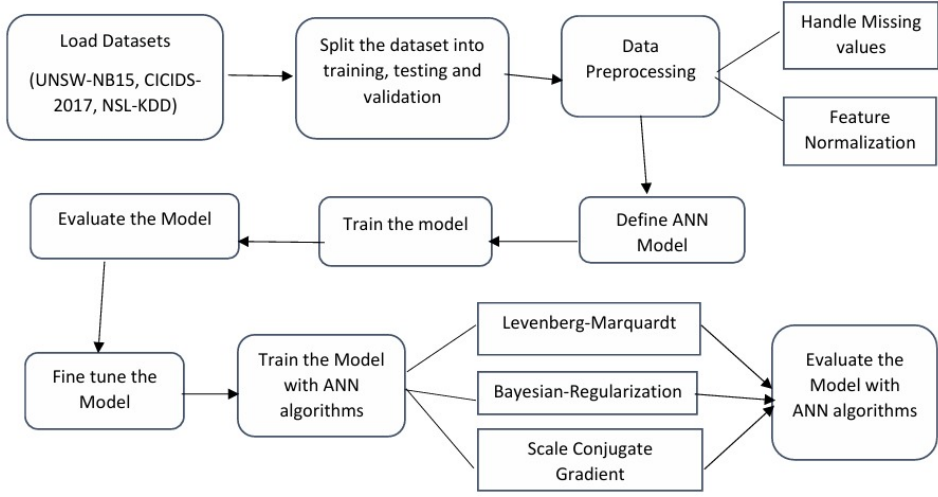 Load Datasets
(UNSW-NB15, CICIDS-
2017, NSL-KDD)
Split the dataset into
training, testing and
validation
Data
Preprocessing
Handle Missing
values
Feature
Normalization
Define ANN
Model
Train the model
Evaluate the Model
Fine tune the
Model
Train the Model
with ANN
algorithms
Levenberg-Marquardt
Bayesian-Regularization
Scale Conjugate
Gradient
Evaluate the
Model with
ANN algorithms